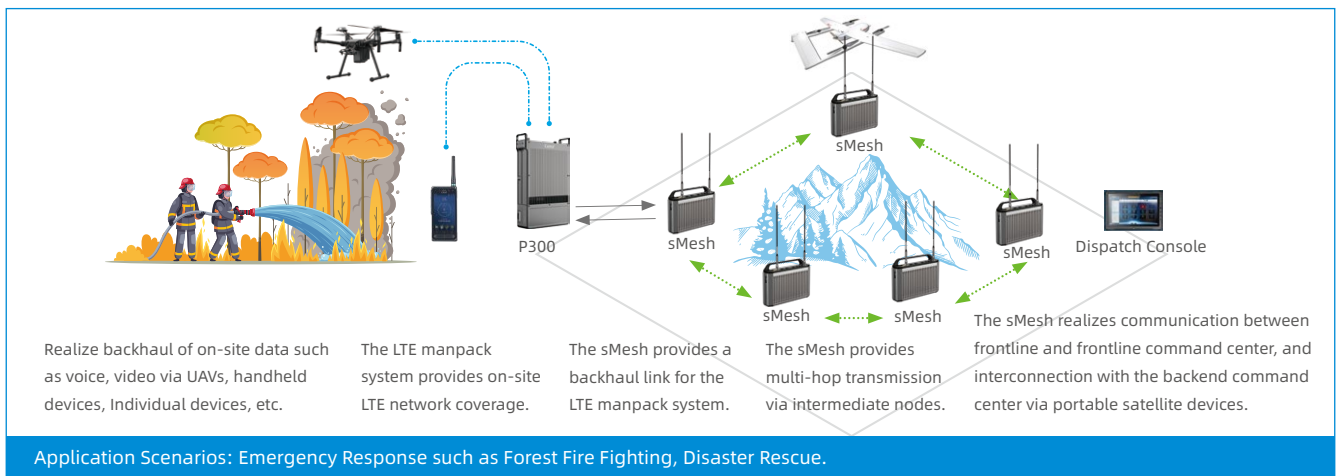 sMesh
P300
sMesh
sMesh
Dispatch Console
sMesh
sMesh
Realize backhaul of on-site data such
as voice, video via UAVs, handheld
devices, Individual devices, etc.
The LTE manpack
system provides on-site
LTE network coverage.
The sMesh provides a
backhaul link for the
LTE manpack system.
The sMesh provides
multi-hop transmission
via intermediate nodes.
The sMesh realizes communication between
frontline and frontline command center, and
interconnection with the backend command
center via portable satellite devices.
Application Scenarios: Emergency Response such as Forest Fire Fighting, Disaster Rescue.